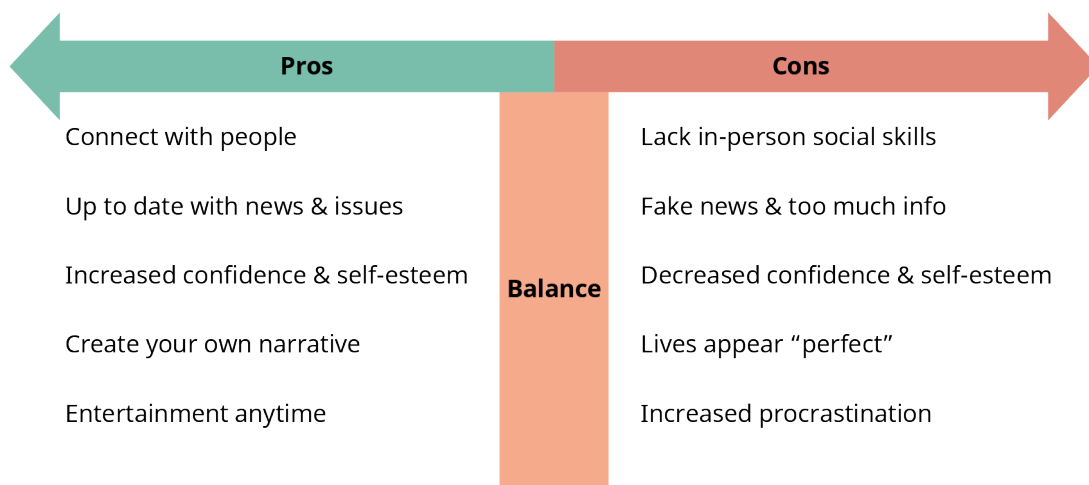 Pros
Cons
Connect with people
Lack in-person social skills
Up to date with news & issues
Fake news & too much info
Increased confidence & self-esteem
Balance
Decreased confidence & self-esteem
Create your own narrative
Lives appear “perfect”
Entertainment anytime
Increased procrastination